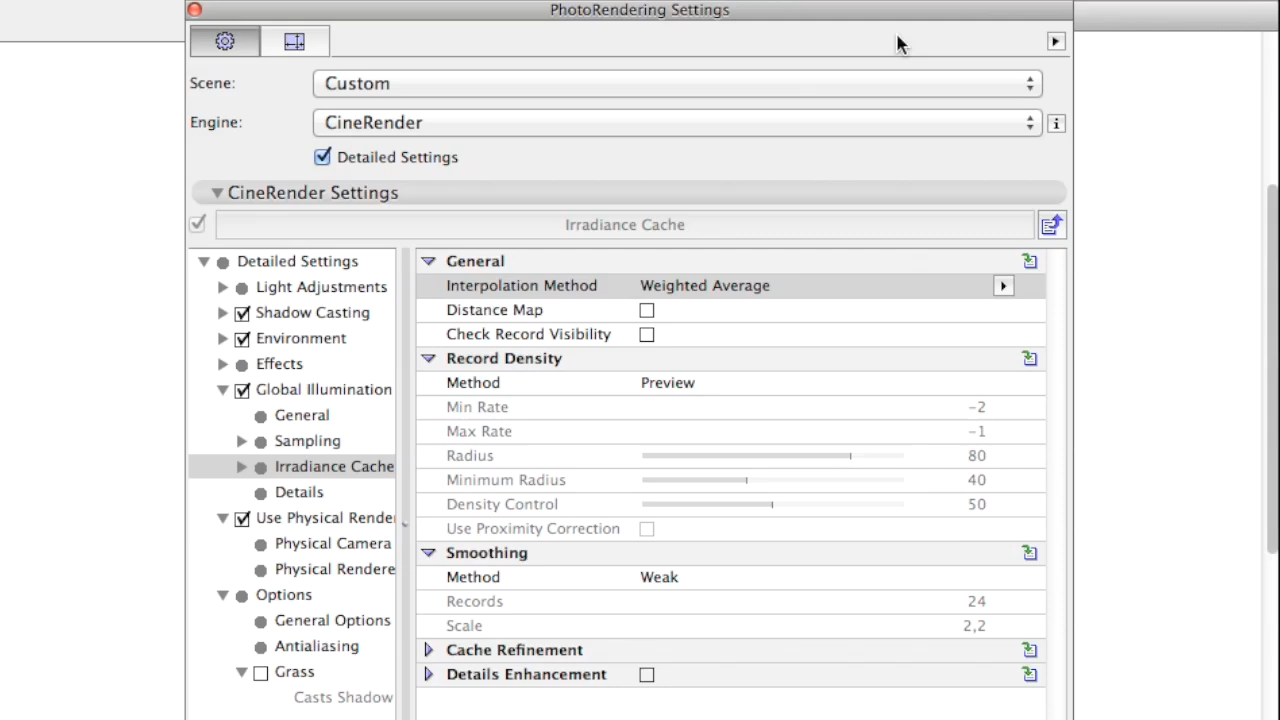 PhotoRendering Settings
Scene: Custom
Engine: CineRender
Detailed Settings
CineRender Settings
Irradiance Cache
Detailed Settings
Light Adjustments
Shadow Casting
Environment
Effects
Global Illumination
General
Sampling
Irradiance Cache
Details
Use Physical Rende
Physical Camera
Physical Rendere
Options
General Options
Antialiasing
Grass
Casts Shadow
General
Interpolation Method Weighted Average
Distance Map
Check Record Visibility
Record Density
Method Preview
Min Rate -2
Max Rate -1
Radius 80
Minimum Radius 40
Density Control 50
Use Proximity Correction
Smoothing
Method Weak
Records 24
Scale 2,2
Cache Refinement
Details Enhancement